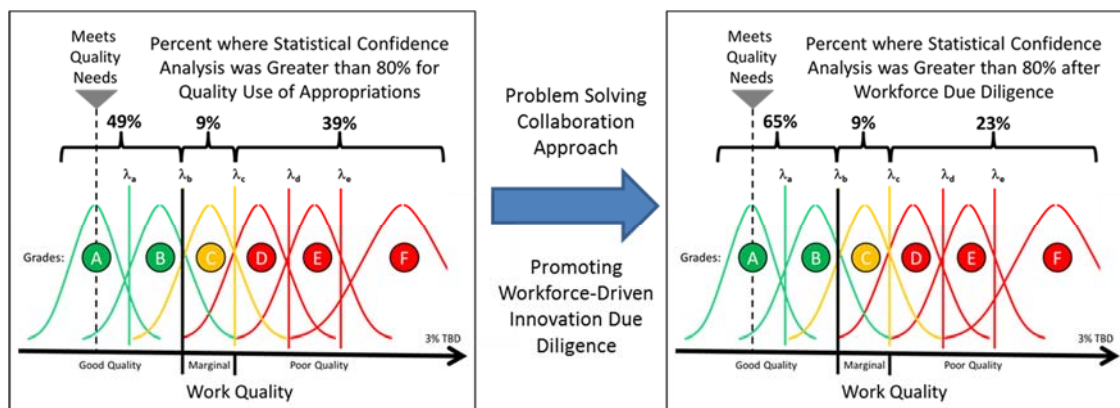 Meets
Quality
Needs
Percent where Statistical Confidence
Analysis was Greater than 80% for
Quality Use of Appropriations
49%
9%
39%
λa
λb
λc
λd
λe
Grades:
A
B
C
D
E
F
3% TBD
Good Quality
Marginal
Poor Quality
Work Quality
Problem Solving
Collaboration
Approach
Promoting
Workforce-Driven
Innovation Due
Diligence
Meets
Quality
Needs
Percent where Statistical Confidence
Analysis was Greater than 80% after
Workforce Due Diligence
65%
9%
23%
λa
λb
λc
λd
λe
Grades:
A
B
C
D
E
F
3% TBD
Good Quality
Marginal
Poor Quality
Work Quality